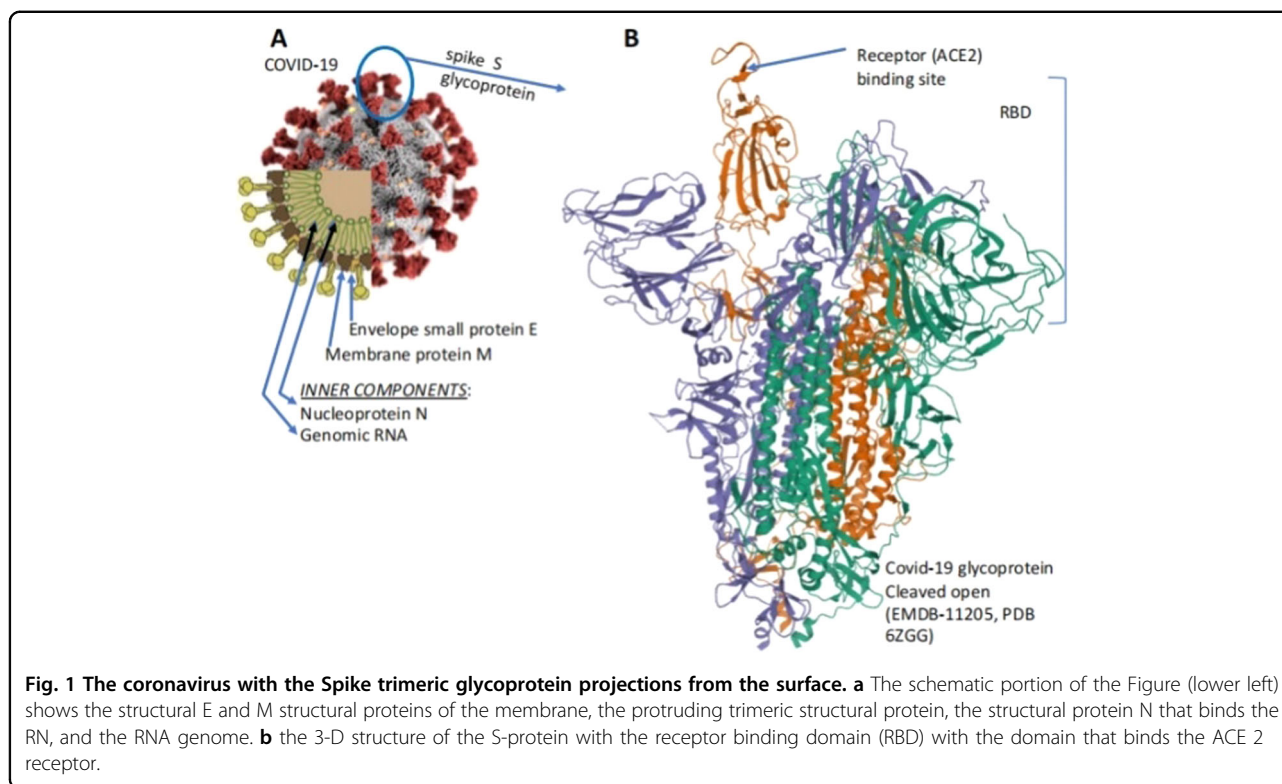 A
COVID-19
spike S
glycoprotein
Envelope small protein E
Membrane protein M
INNER COMPONENTS:
Nucleoprotein N
Genomic RNA
B
Receptor (ACE2)
binding site
RBD
Covid-19 glycoprotein
Cleaved open
(EMDB-11205, PDB
6ZGG)
Fig. 1 The coronavirus with the Spike trimeric glycoprotein projections from the surface. a The schematic portion of the Figure (lower left)
shows the structural E and M structural proteins of the membrane, the protruding trimeric structural protein, the structural protein N that binds the
RN, and the RNA genome. b the 3-D structure of the S-protein with the receptor binding domain (RBD) with the domain that binds the ACE 2
receptor.